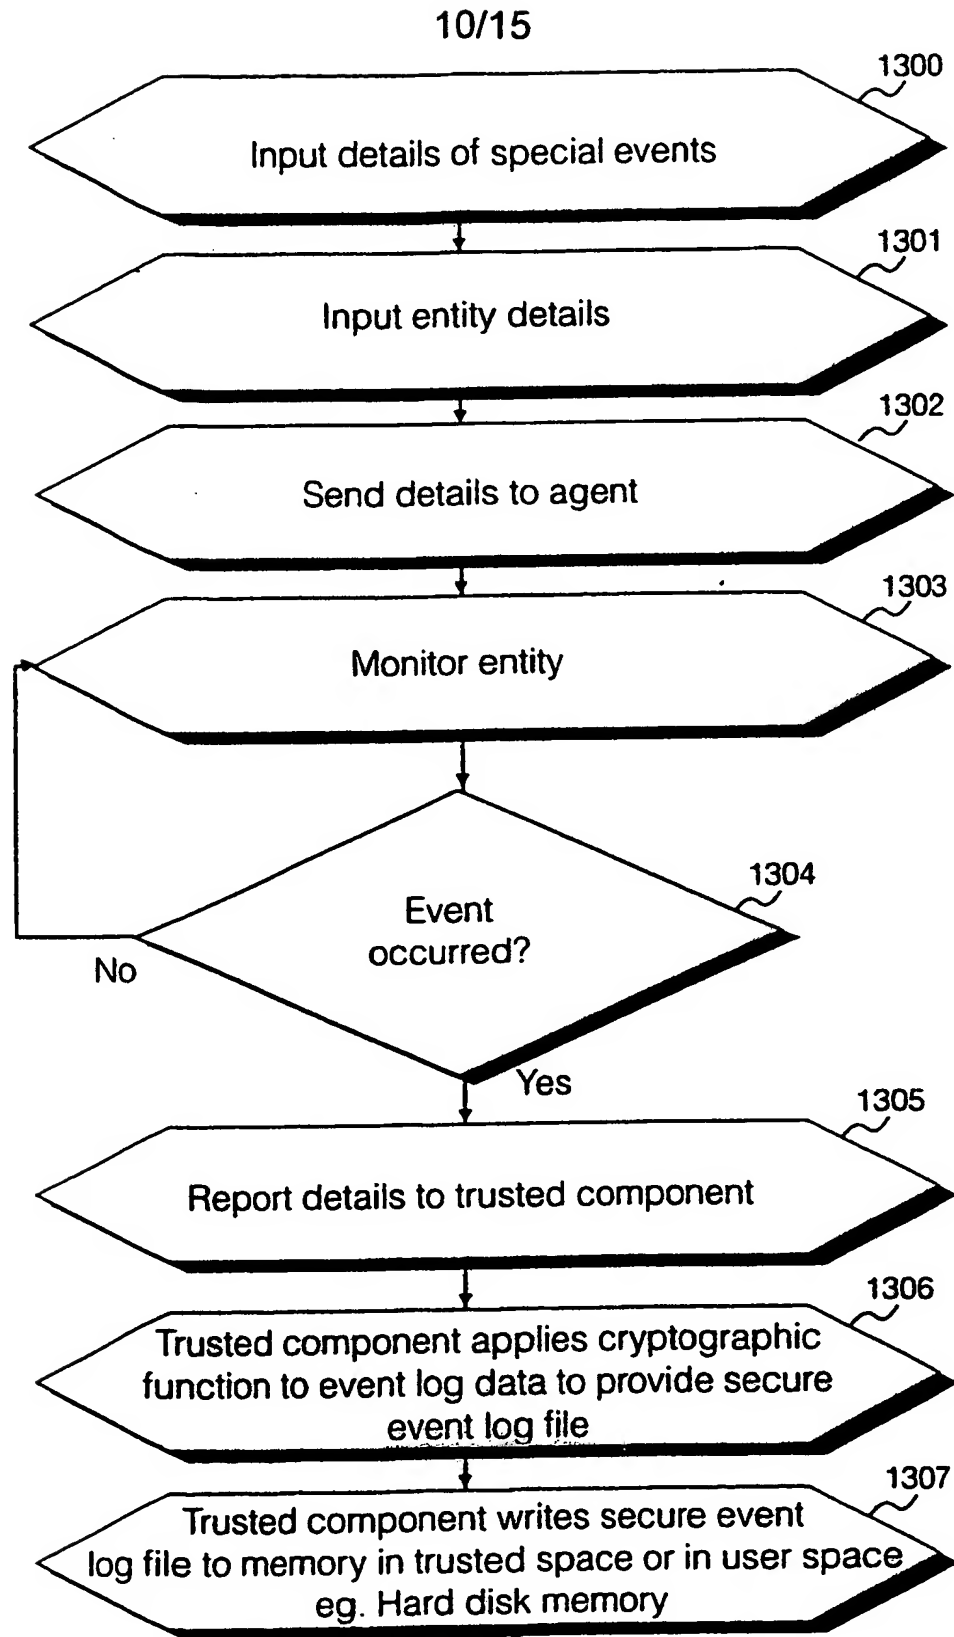 10/15
1300
Input details of special events
1301
Input entity details
1302
Send details to agent
1303
Monitor entity
1304
Event
occurred?
No
Yes
1305
Report details to trusted component
1306
Trusted component applies cryptographic
function to event log data to provide secure
event log file
1307
Trusted component writes secure event
log file to memory in trusted space or in user space
eg. Hard disk memory